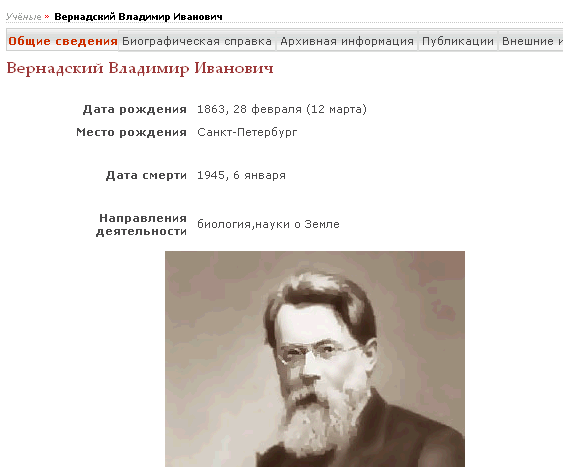 Учёные » Вернадский Владимир Иванович
Общие сведения Биографическая справка Архивная информация Публикации Внешние и
Вернадский Владимир Иванович
Дата рождения 1863, 28 февраля (12 марта)
Место рождения Санкт-Петербург
Дата смерти 1945, 6 января
Направления
деятельности биология,науки о Земле